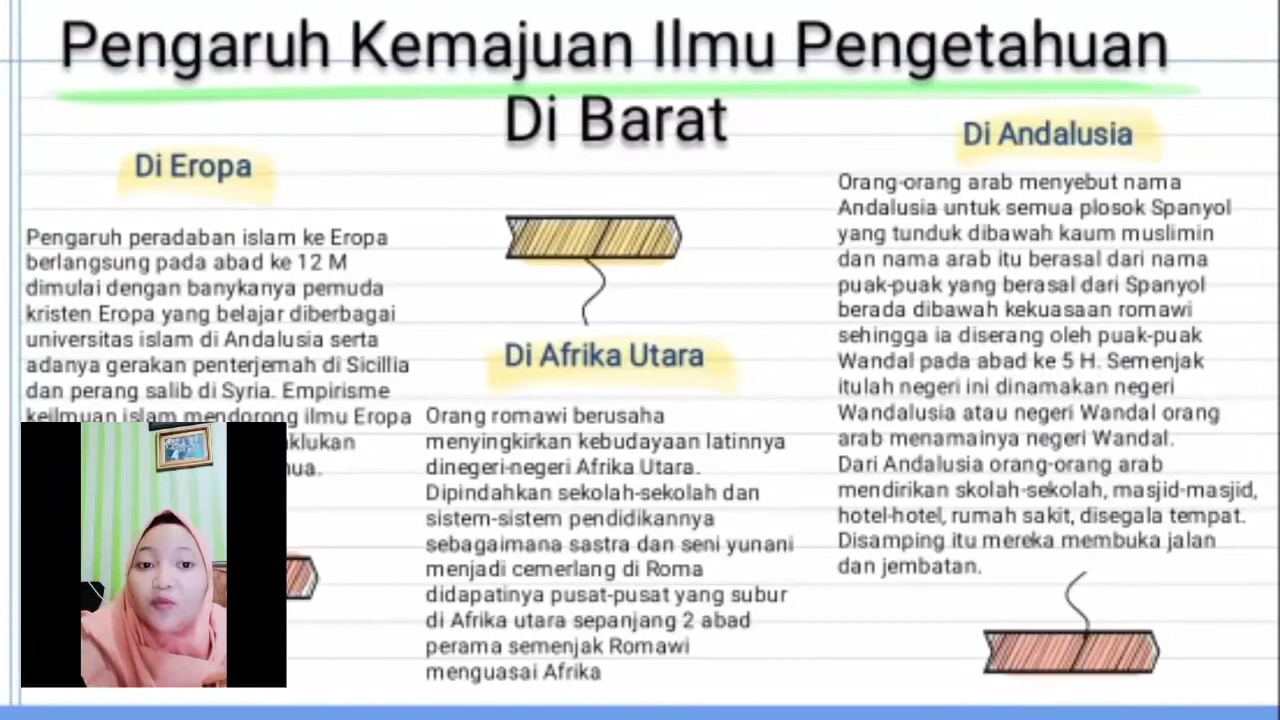 Pengaruh Kemajuan Ilmu Pengetahuan
Di Barat
Di Eropa
Pengaruh peradaban islam ke Eropa
berlangsung pada abad ke 12 M
dimulai dengan banykanya pemuda
kristen Eropa yang belajar diberbagai
universitas islam di Andalusia serta
adanya gerakan penterjemah di Sicillia
dan perang salib di Syria. Empirisme
keilmuan islam mendorong ilmu Eropa
Di Afrika Utara
Orang romawi berusaha
menyingkirkan kebudayaan latinnya
dinegeri-negeri Afrika Utara.
Dipindahkan sekolah-sekolah dan
sistem-sistem pendidikannya
sebagaimana sastra dan seni yunani
menjadi cemerlang di Roma
didapatinya pusat-pusat yang subur
di Afrika utara sepanjang 2 abad
perama semenjak Romawi
menguasai Afrika
Di Andalusia
Orang-orang arab menyebut nama
Andalusia untuk semua plosok Spanyol
yang tunduk dibawah kaum muslimin
dan nama arab itu berasal dari nama
puak-puak yang berasal dari Spanyol
berada dibawah kekuasaan romawi
sehingga ia diserang oleh puak-puak
Wandal pada abad ke 5 H. Semenjak
itulah negeri ini dinamakan negeri
Wandalusia atau negeri Wandal orang
arab menamainya negeri Wandal.
Dari Andalusia orang-orang arab
mendirikan skolah-sekolah, masjid-masjid,
hotel-hotel, rumah sakit, disegala tempat.
Disamping itu mereka membuka jalan
dan jembatan.